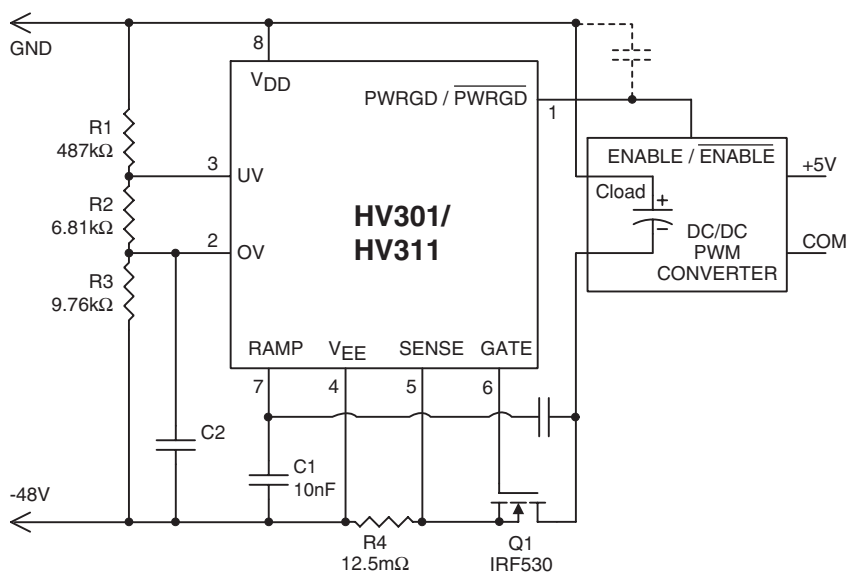 GND
8
V_DD
PWRGD / PWRGD
1
R1
487kΩ
ENABLE / ENABLE
+5V
3
UV
Cload
+
R2
6.81kΩ
HV301/
HV311
−
DC/DC
PWM
CONVERTER
COM
2
OV
R3
9.76kΩ
RAMP
V_EE
SENSE
GATE
7
4
5
6
C2
C1
10nF
-48V
R4
12.5mΩ
Q1
IRF530